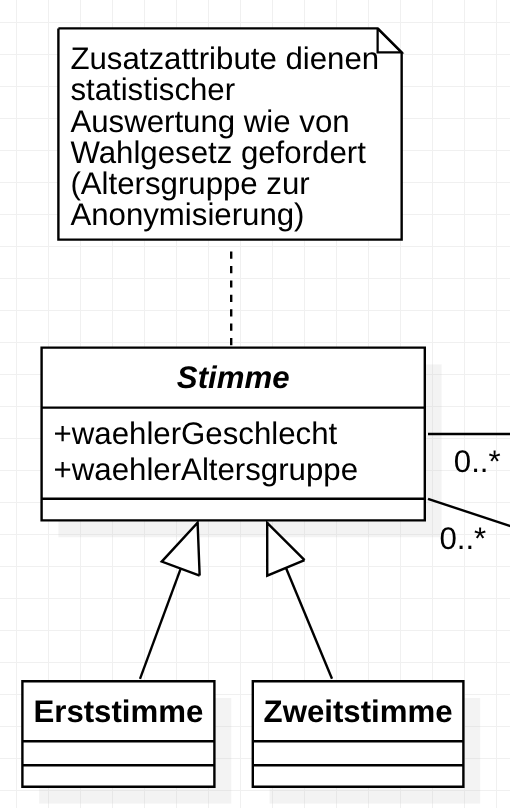 Zusatzattribute dienen
statistischer
Auswertung wie von
Wahlgesetz gefordert
(Altersgruppe zur
Anonymisierung)
Stimme
+waehlerGeschlecht
+waehlerAltersgruppe
0..*
0..*
Erststimme
Zweitstimme